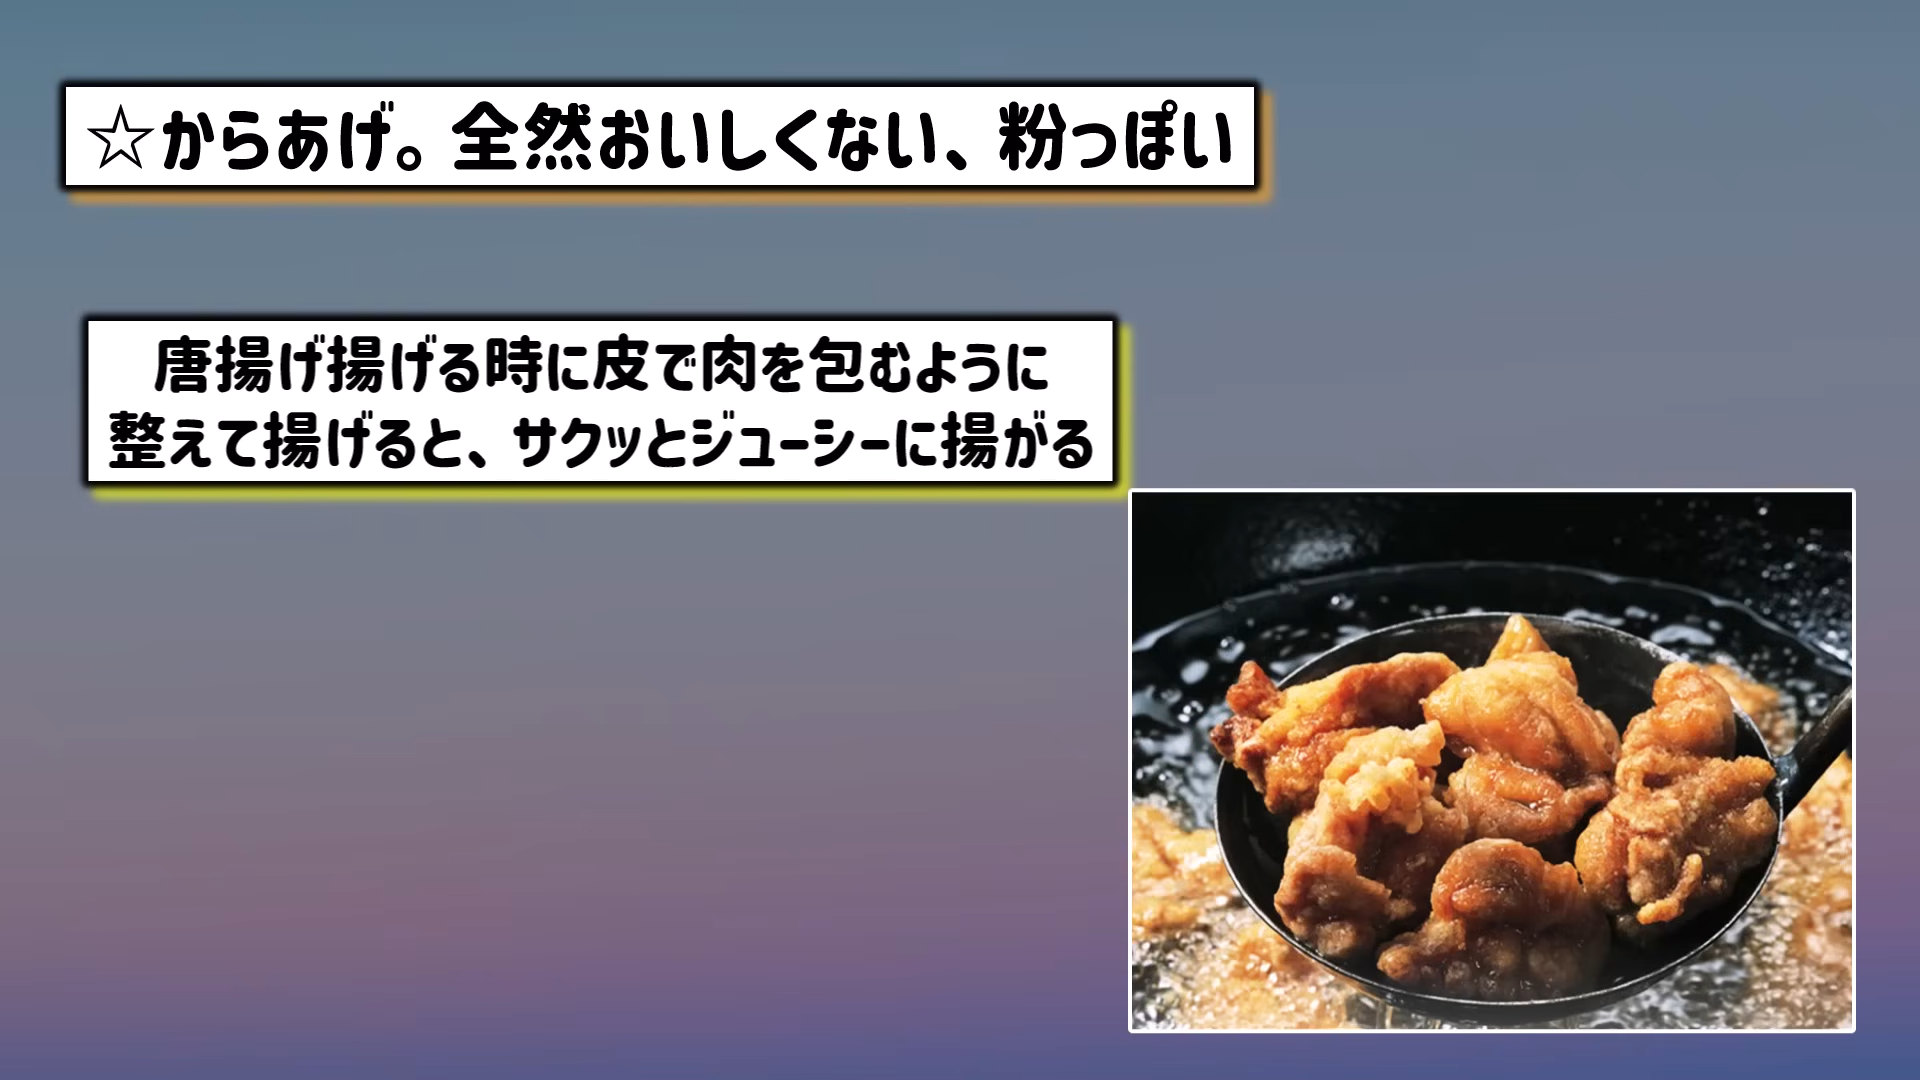 ☆からあげ。全然おいしくない、粉っぽい
唐揚げ揚げる時に皮で肉を包むように
整えて揚げると、サクッとジューシーに揚がる